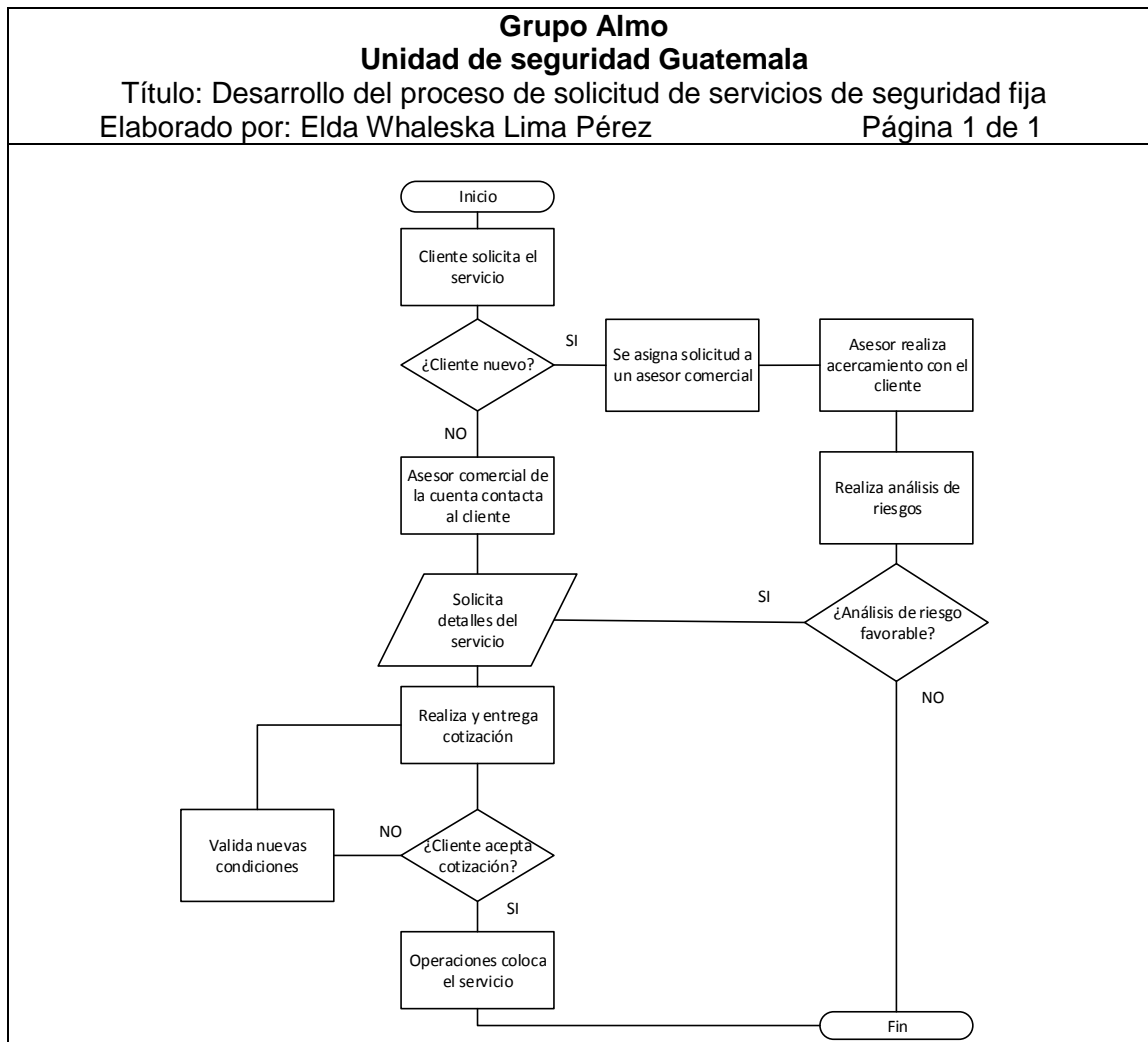 Grupo Almo
Unidad de seguridad Guatemala
Título: Desarrollo del proceso de solicitud de servicios de seguridad fija
Elaborado por: Elda Whaleska Lima Pérez Página 1 de 1
Inicio
Cliente solicita el
servicio
¿Cliente nuevo?
SI
Se asigna solicitud a
un asesor comercial
Asesor realiza
acercamiento con el
cliente
NO
Asesor comercial de
la cuenta contacta
al cliente
Realiza análisis de
riesgos
Solicita
detalles del
servicio
SI
¿Análisis de riesgo
favorable?
NO
Realiza y entrega
cotización
Valida nuevas
condiciones
NO
¿Cliente acepta
cotización?
SI
Operaciones coloca
el servicio
Fin